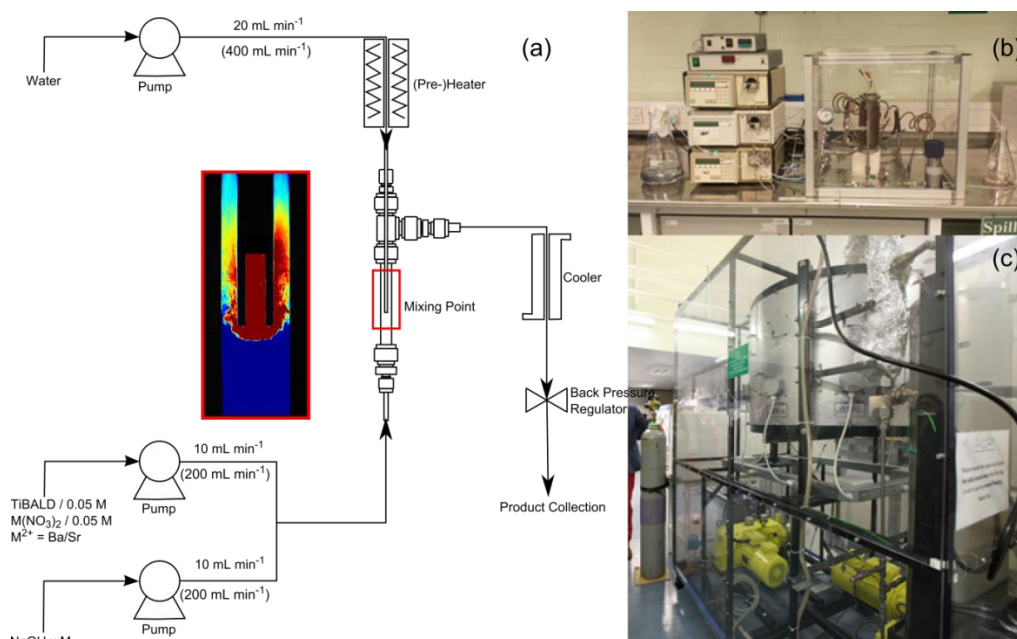 20 mL min⁻¹
(400 mL min⁻¹)
Water
Pump
(Pre-)Heater
(a)
Mixing Point
Cooler
Back Pressure
Regulator
Product Collection
10 mL min⁻¹
(200 mL min⁻¹)
TiBALD / 0.05 M
M(NO₃)₂ / 0.05 M
M²⁺ = Ba/Sr
Pump
10 mL min⁻¹
(200 mL min⁻¹)
Pump
(b)
Spill
(c)